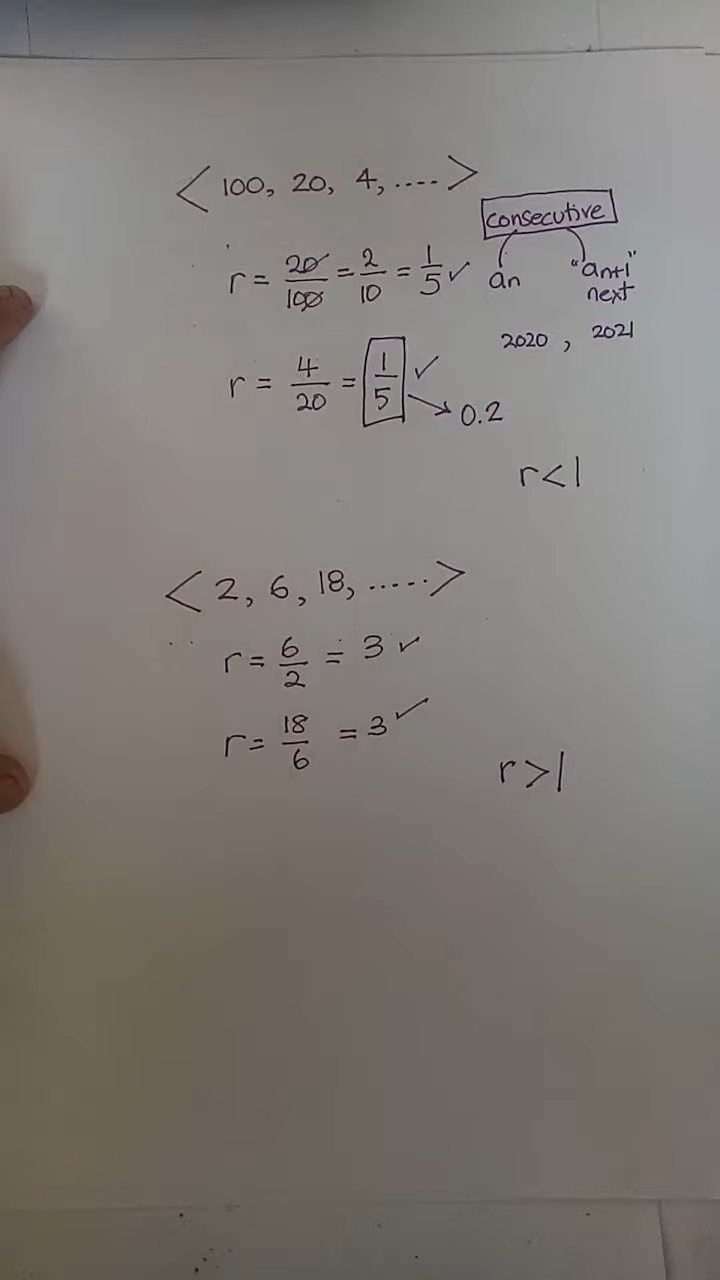 < 100, 20, 4, .... >
consecutive
r = 20/100 = 2/10 = 1/5 ✓
an "an+1"
next
2020 , 2021
r = 4/20 = 1/5 ✓
0.2
r < 1
< 2, 6, 18, ..... >
r = 6/2 = 3 ✓
r = 18/6 = 3 ✓
r > 1